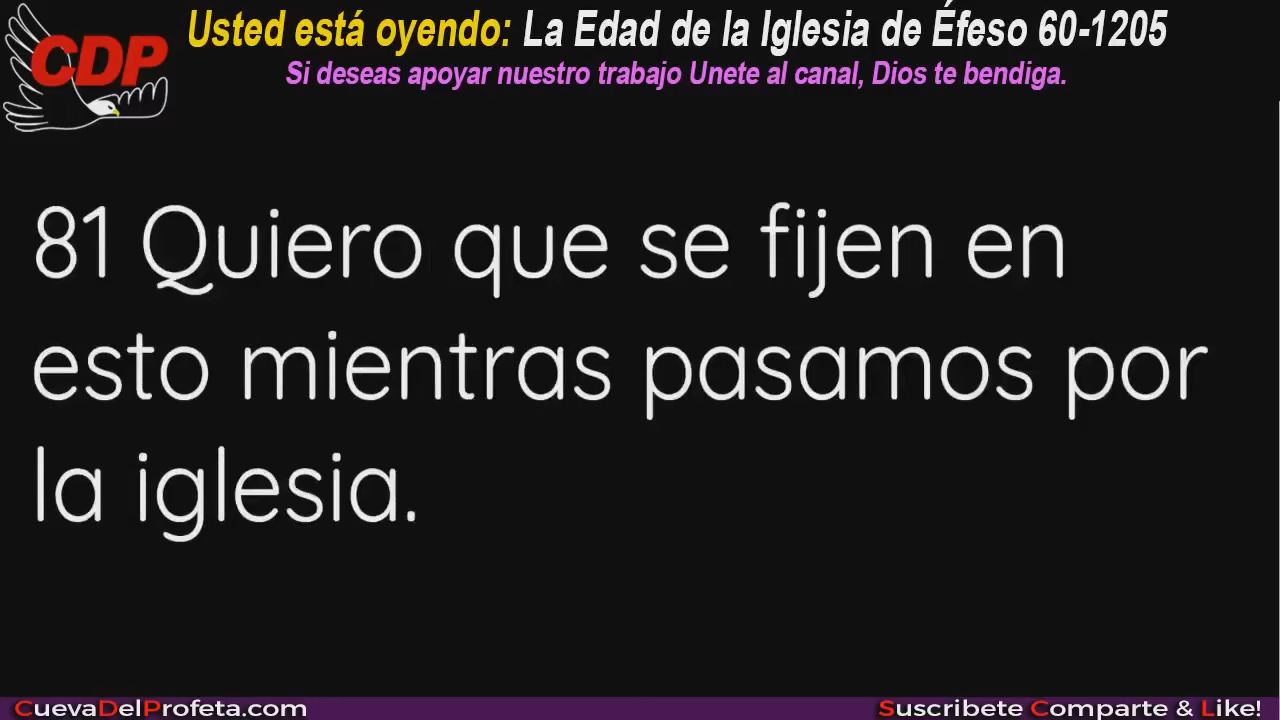 CDP
Usted está oyendo: La Edad de la Iglesia de Éfeso 60-1205
Si deseas apoyar nuestro trabajo Unete al canal, Dios te bendiga.
81 Quiero que se fijen en
esto mientras pasamos por
la iglesia.
CuevaDelProfeta.com
Suscribete Comparte & Like!